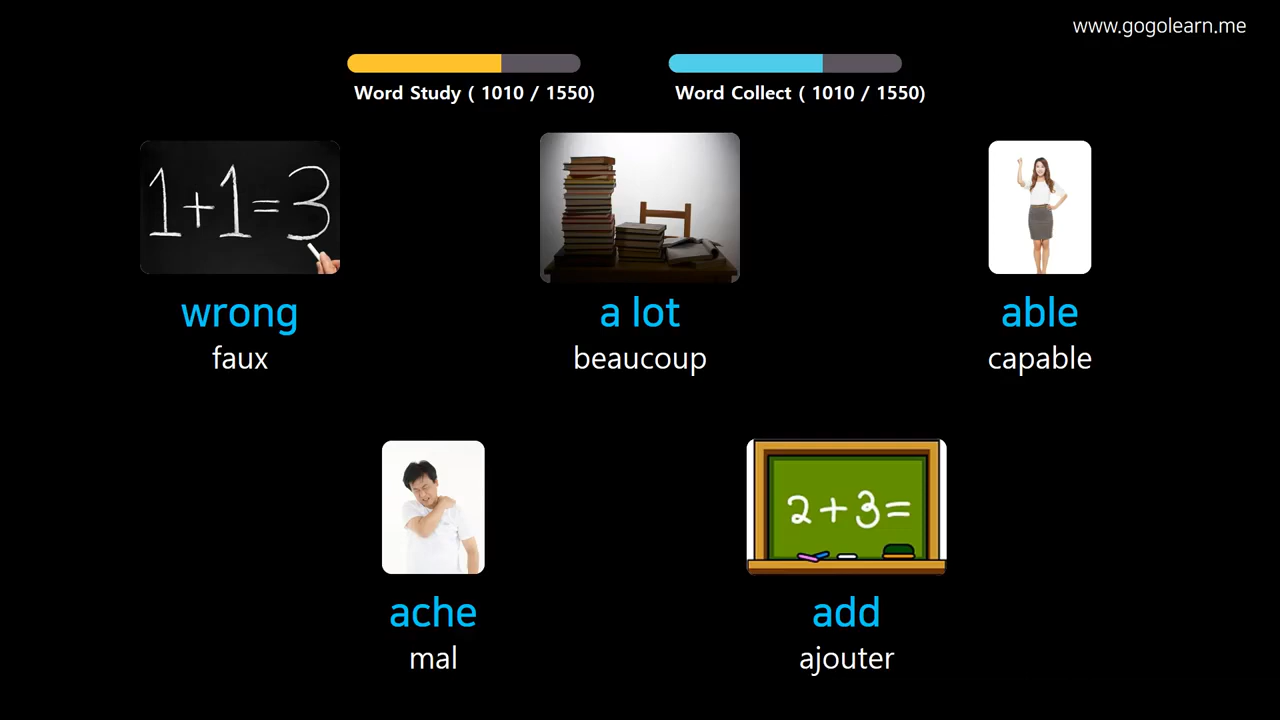 www.gogolearn.me
Word Study ( 1010 / 1550)
Word Collect ( 1010 / 1550)
1+1=3
wrong
faux
a lot
beaucoup
able
capable
2+3=
ache
mal
add
ajouter